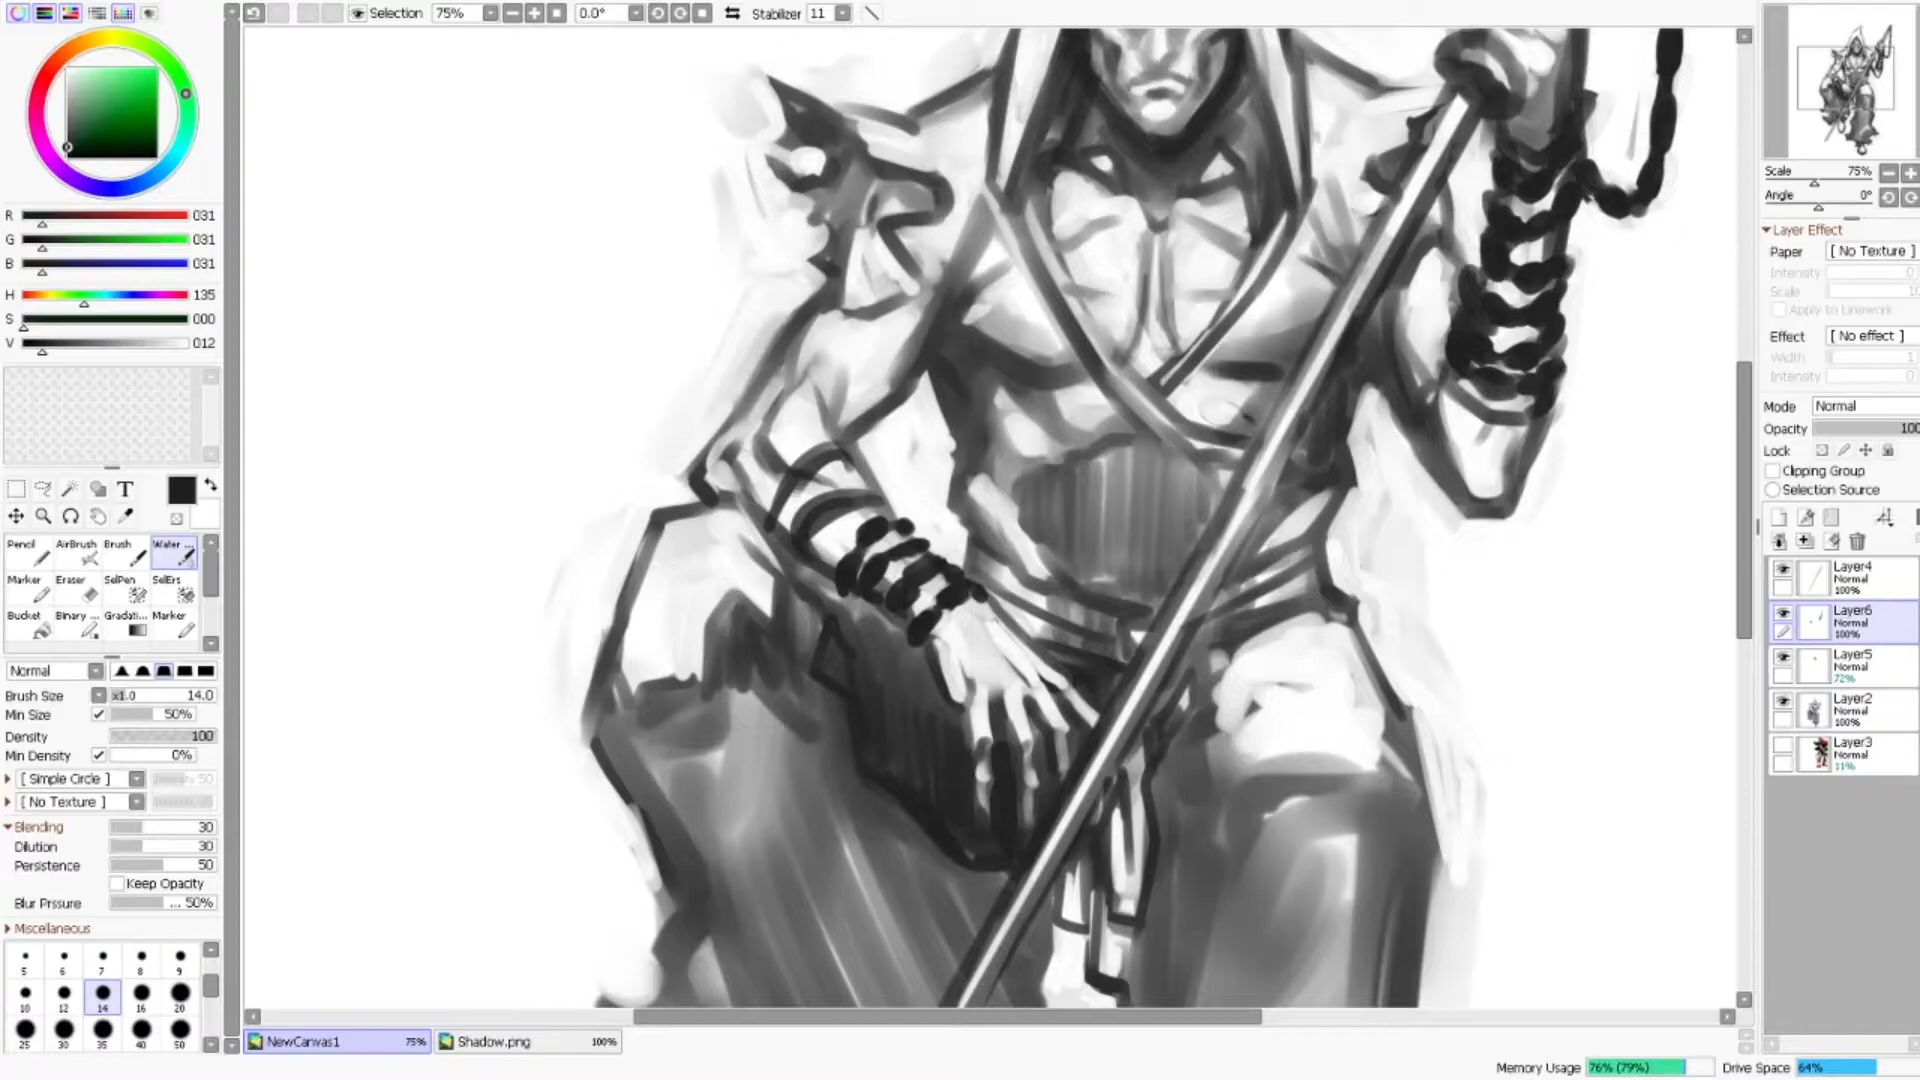 Selection 75% 0.0° Stabilizer 11
R 031
G 031
B 031
H 135
S 000
V 012
T
Pencil AirBrush Brush Water ...
Marker Eraser SelPen SelErs
Bucket Binary ... Gradati... Marker
Normal
Brush Size x1.0 14.0
Min Size 50%
Density 100
Min Density 0%
[ Simple Circle ] 50
[ No Texture ]
Blending 30
Dilution 30
Persistence 50
Keep Opacity
Blur Prssure ... 50%
Miscellaneous
5 6 7 8 9
10 12 14 16 20
25 30 35 40 50
NewCanvas1 75%
Shadow.png 100%
Scale 75%
Angle 0°
Layer Effect
Paper [ No Texture ]
Intensity 0
Scale 10
Apply to Linework
Effect [ No effect ]
Width 1
Intensity 0
Mode Normal
Opacity 100
Lock
Clipping Group
Selection Source
Layer4
Normal
100%
Layer6
Normal
100%
Layer5
Normal
72%
Layer2
Normal
100%
Layer3
Normal
11%
Memory Usage 76% (79%) Drive Space 64%